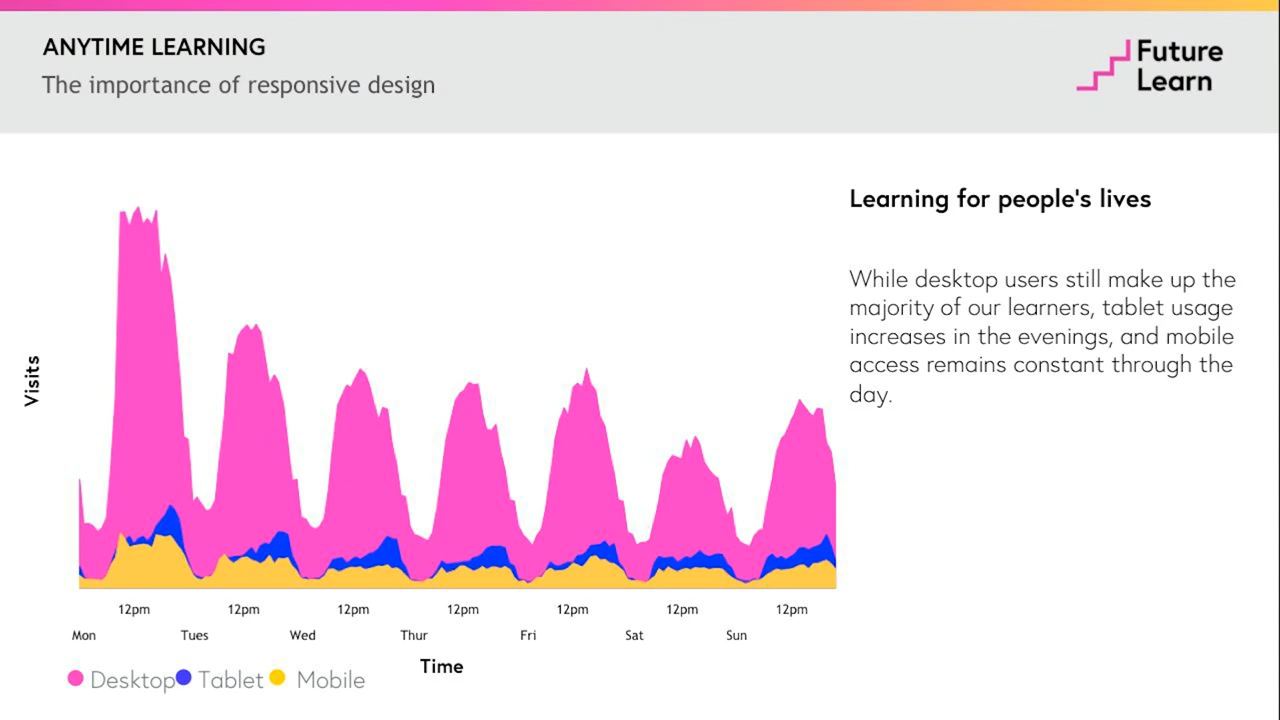 ANYTIME LEARNING
The importance of responsive design
Future
Learn
Learning for people's lives
While desktop users still make up the
majority of our learners, tablet usage
increases in the evenings, and mobile
access remains constant through the
day.
Visits
12pm 12pm 12pm 12pm 12pm 12pm 12pm
Mon Tues Wed Thur Fri Sat Sun
Time
Desktop Tablet Mobile